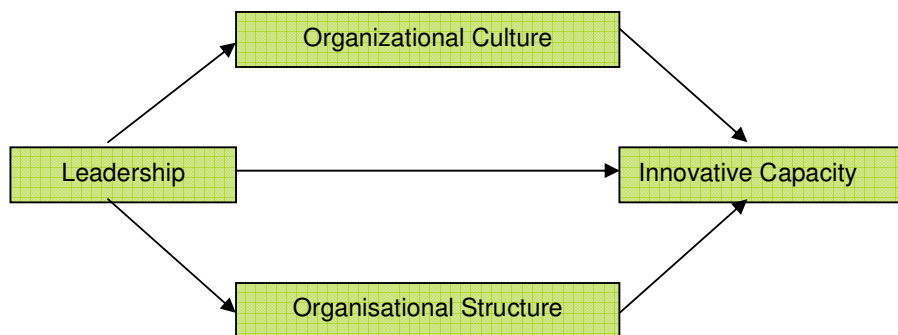 Organizational Culture
Leadership
Innovative Capacity
Organisational Structure